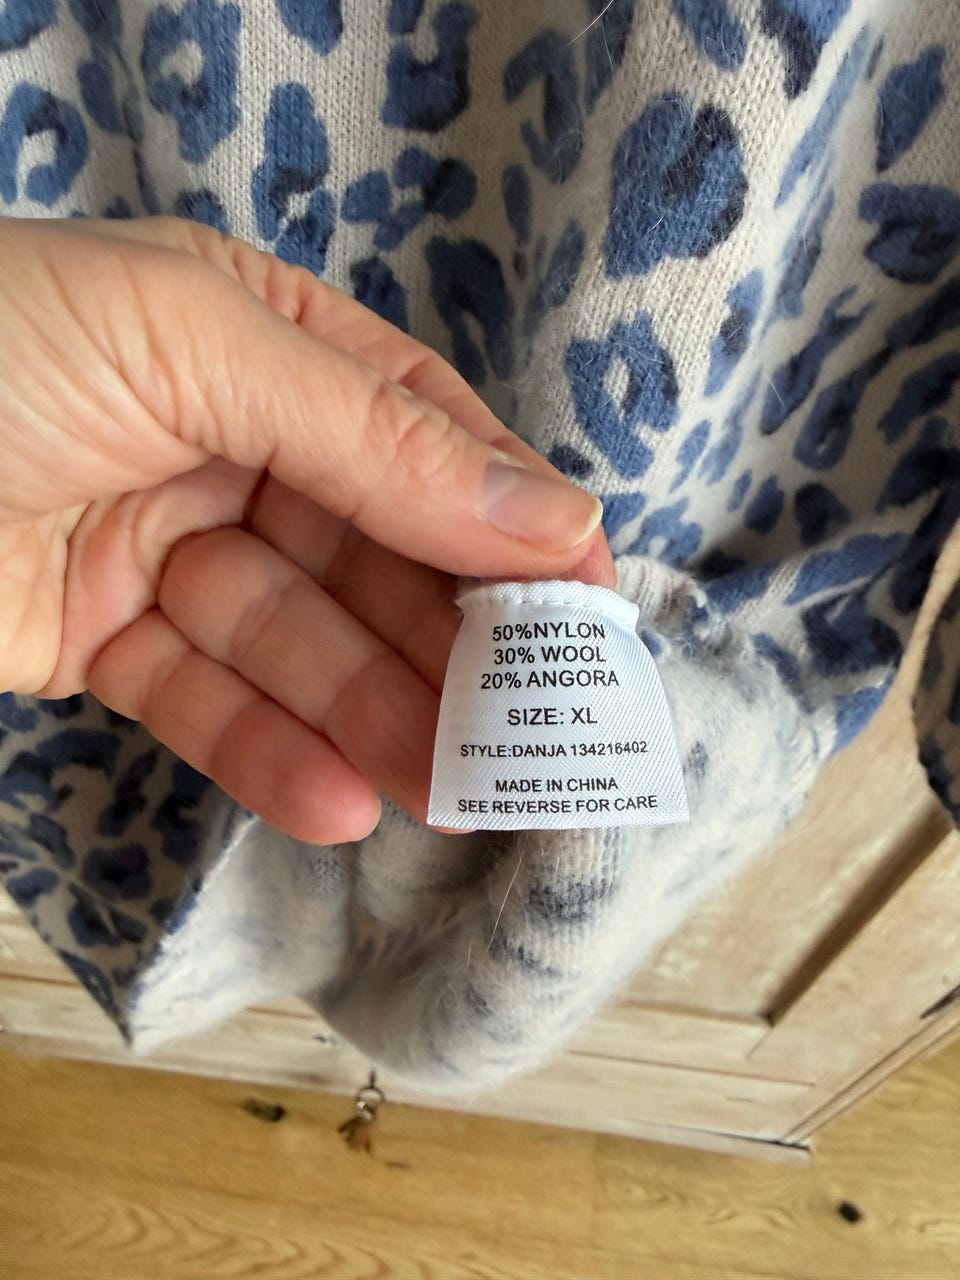 50%NYLON
30% WOOL
20% ANGORA
SIZE: XL
STYLE:DANJA 134216402
MADE IN CHINA
SEE REVERSE FOR CARE